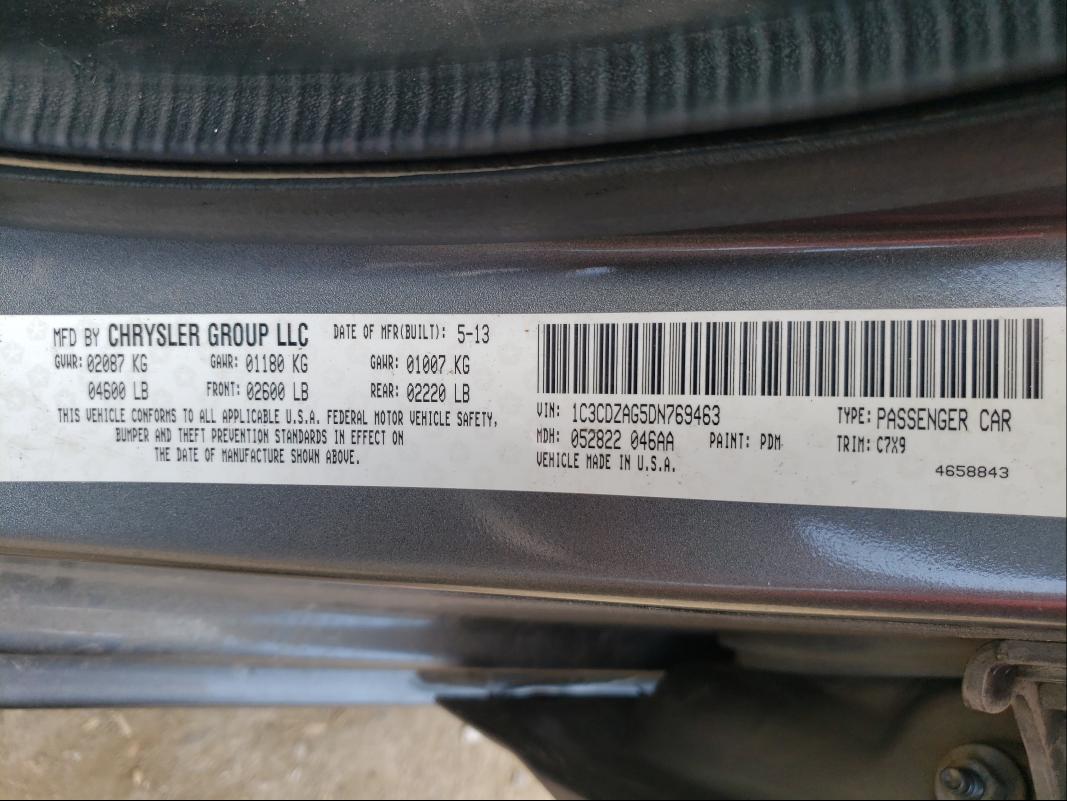 MFD BY CHRYSLER GROUP LLC DATE OF MFR(BUILT): 5-13
GVWR: 02087 KG GAWR: 01180 KG GAWR: 01007 KG
04600 LB FRONT: 02600 LB REAR: 02220 LB
THIS VEHICLE CONFORMS TO ALL APPLICABLE U.S.A. FEDERAL MOTOR VEHICLE SAFETY,
BUMPER AND THEFT PREVENTION STANDARDS IN EFFECT ON
THE DATE OF MANUFACTURE SHOWN ABOVE.
VIN: 1C3CDZAG5DN769463 TYPE: PASSENGER CAR
MDH: 052822 046AA PAINT: PDM TRIM: C7X9
VEHICLE MADE IN U.S.A. 4658843